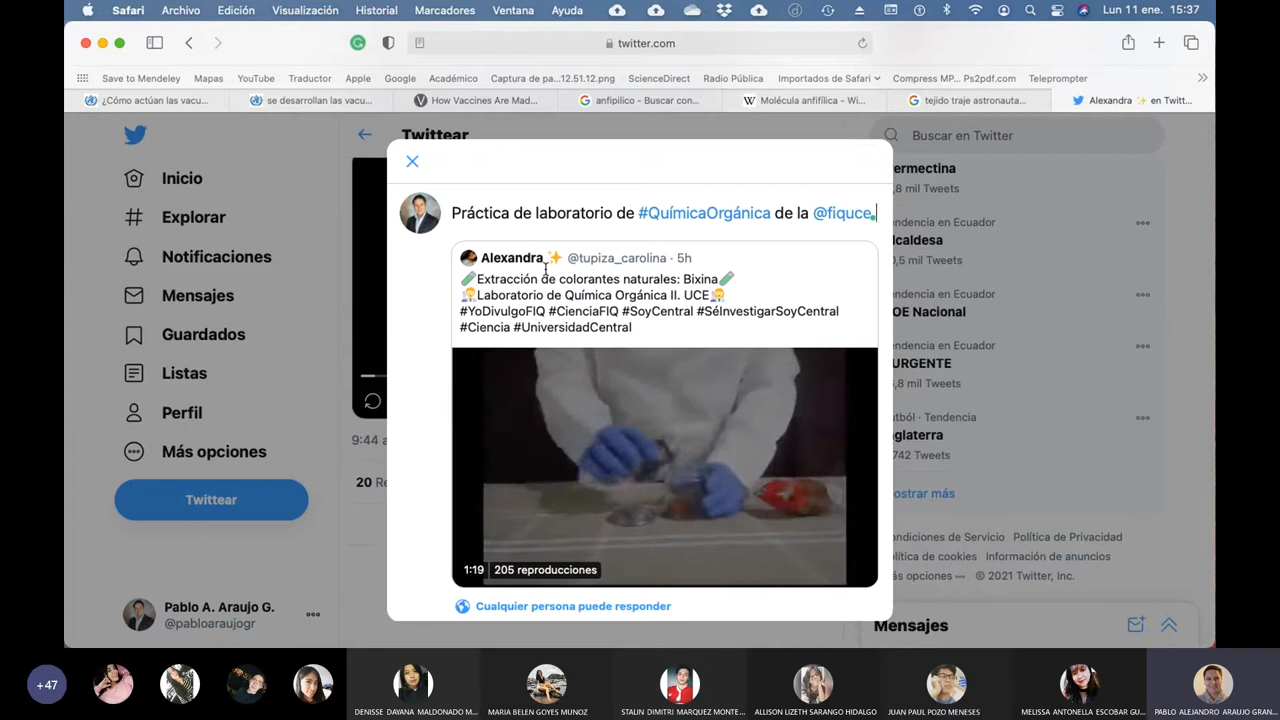 Safari Archivo Edición Visualización Historial Marcadores Ventana Ayuda Lun 11 ene. 15:37
twitter.com
Save to Mendeley Mapas YouTube Traductor Apple Google Académico Captura de pa...12.51.12.png ScienceDirect Radio Pública Importados de Safari Compress MP... Ps2pdf.com Teleprompter
¿Cómo actúan las vacu... se desarrollan las vacu... How Vaccines Are Mad... anfipilico - Buscar con... Molécula anfifílica - Wi... tejido traje astronauta... Alexandra ✨ en Twitt...
Twittear
Buscar en Twitter
Inicio
Explorar
Notificaciones
Mensajes
Guardados
Listas
Perfil
Más opciones
Twittear
Pablo A. Araujo G.
@pabloaraujogr
9:44 a
20 Re
Práctica de laboratorio de #QuímicaOrgánica de la @fiquce
Alexandra ✨ @tupiza_carolina · 5h
Extracción de colorantes naturales: Bixina
Laboratorio de Química Orgánica II. UCE
#YoDivulgoFIQ #CienciaFIQ #SoyCentral #SéInvestigarSoyCentral
#Ciencia #UniversidadCentral
1:19 205 reproducciones
Cualquier persona puede responder
vermectina
,8 mil Tweets
ndencia en Ecuador
lcaldesa
0,5 mil Tweets
ndencia en Ecuador
OE Nacional
ndencia en Ecuador
URGENTE
,8 mil Tweets
útbol · Tendencia
glaterra
742 Tweets
ostrar más
ondiciones de Servicio Política de Privacidad
lítica de cookies Información de anuncios
ás opciones © 2021 Twitter, Inc.
Mensajes
+47
DENISSE DAYANA MALDONADO M... MARIA BELEN GOYES MUNOZ STALIN DIMITRI MARQUEZ MONTE... ALLISON LIZETH SARANGO HIDALGO JUAN PAUL POZO MENESES MELISSA ANTONELLA ESCOBAR GU... PABLO ALEJANDRO ARAUJO GRAN...